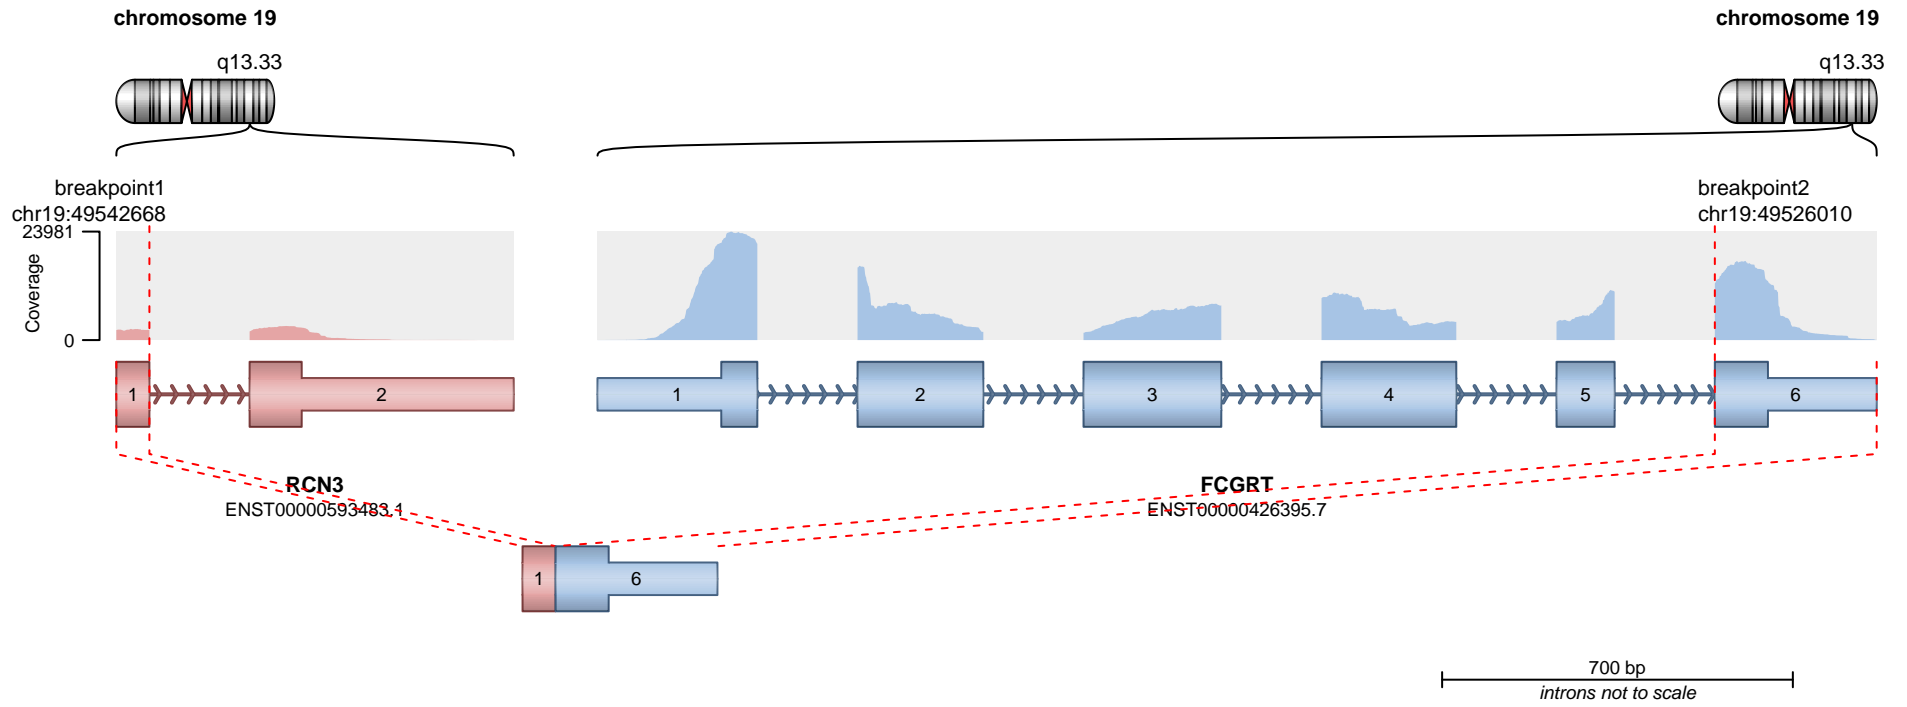 chromosome 19
chromosome 19
q13.33
q13.33
breakpoint1
chr19:49542668
breakpoint2
chr19:49526010
23981
Coverage
0
1
2
1
2
3
4
5
6
RCN3
ENST00000593483.1
FCGRT
ENST00000426395.7
1
6
700 bp
introns not to scale